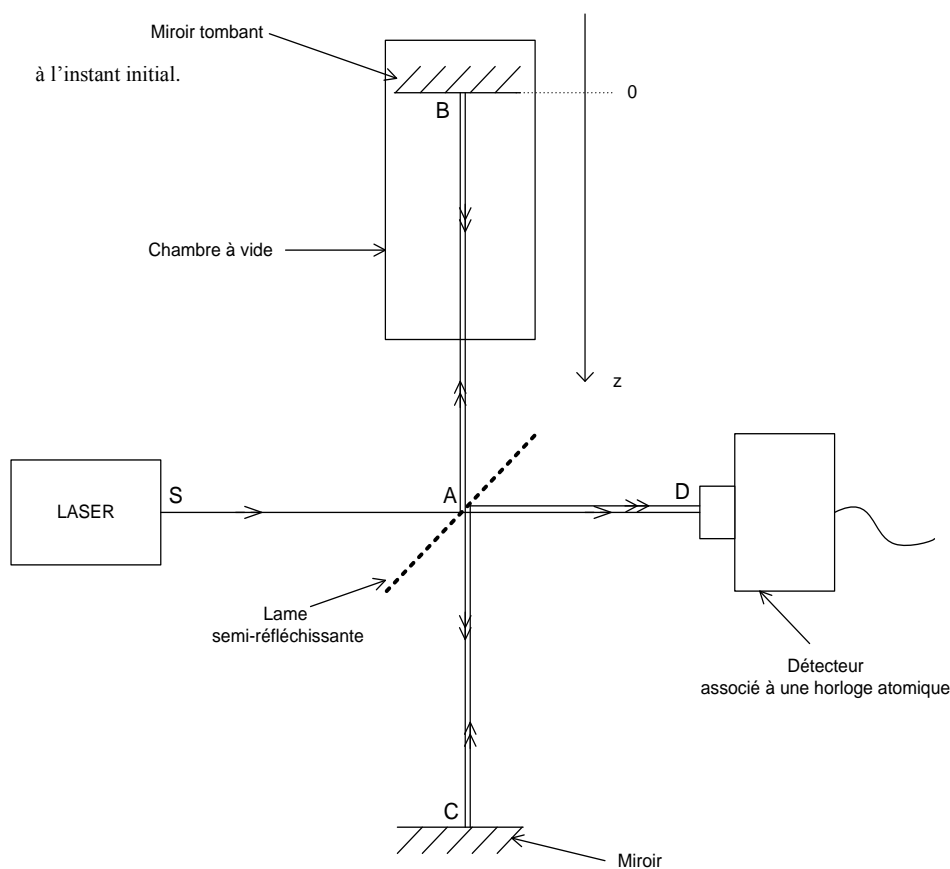 Miroir tombant
à l'instant initial.
0
B
Chambre à vide
z
LASER
S
A
D
Lame
semi-réfléchissante
Détecteur
associé à une horloge atomique
C
Miroir